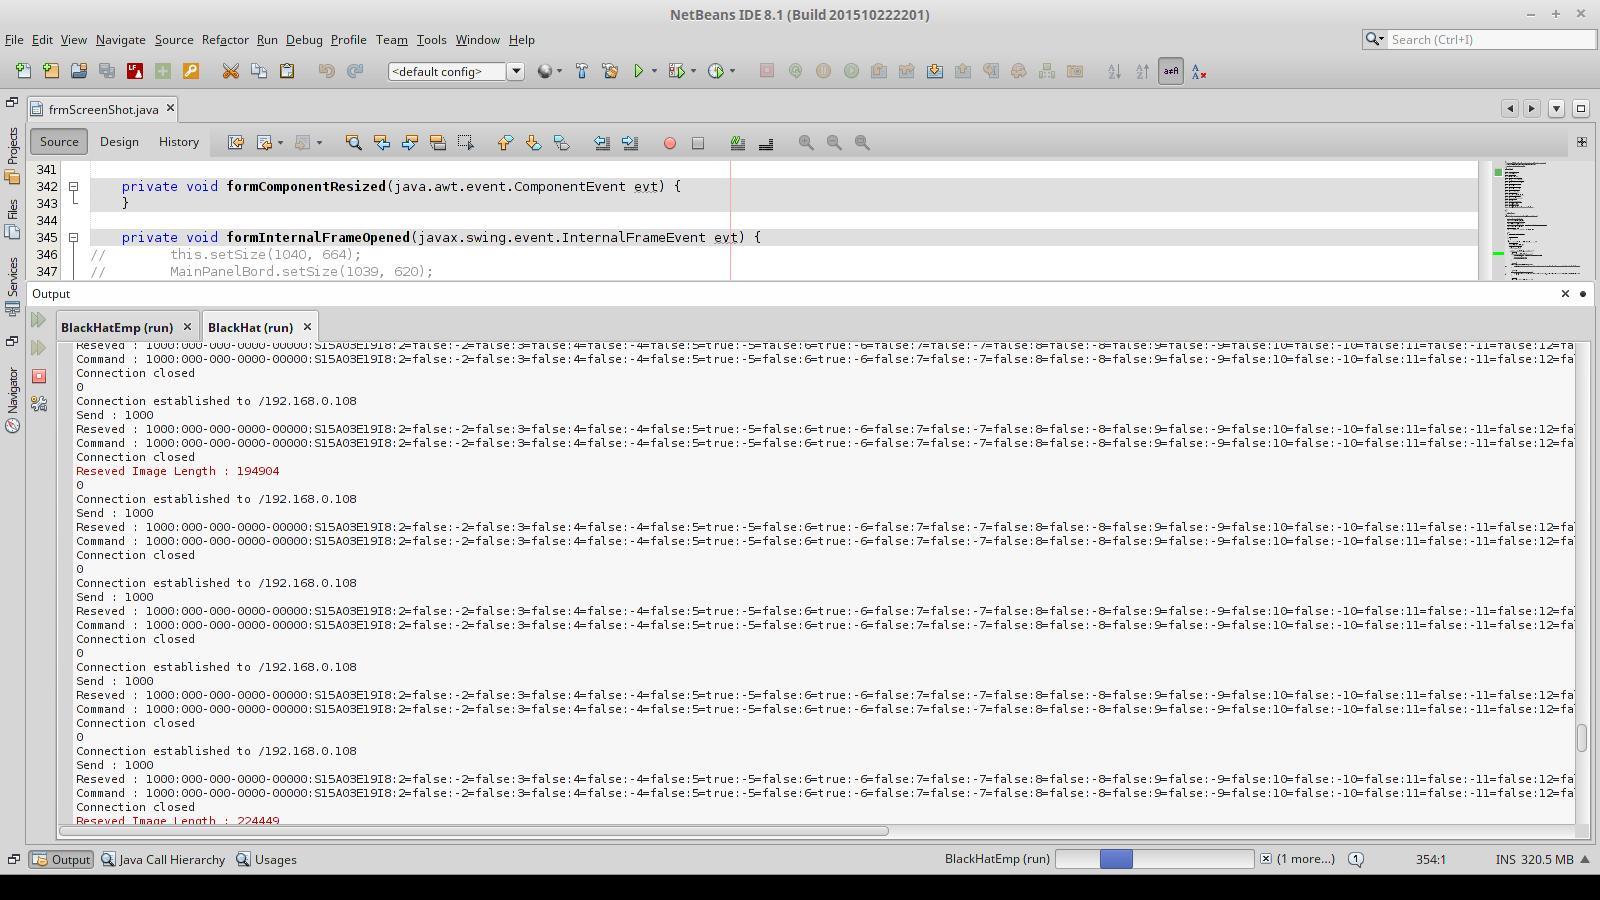 NetBeans IDE 8.1 (Build 201510222201)
File Edit View Navigate Source Refactor Run Debug Profile Team Tools Window Help
Search (Ctrl+I)
<default config>
frmScreenShot.java
Projects
Files
Services
Navigator
Source Design History
341
342 private void formComponentResized(java.awt.event.ComponentEvent evt) {
343 }
344
345 private void formInternalFrameOpened(javax.swing.event.InternalFrameEvent evt) {
346 // this.setSize(1040, 664);
347 // MainPanelBord.setSize(1039, 620);
Output
BlackHatEmp (run) BlackHat (run)
Reseved : 1000:000-000-0000-00000:S15A03E19I8:2=false:-2=false:3=false:4=false:-4=false:5=true:-5=false:6=true:-6=false:7=false:-7=false:8=false:-8=false:9=false:-9=false:10=false:-10=false:11=false:-11=false:12=fa
Command : 1000:000-000-0000-00000:S15A03E19I8:2=false:-2=false:3=false:4=false:-4=false:5=true:-5=false:6=true:-6=false:7=false:-7=false:8=false:-8=false:9=false:-9=false:10=false:-10=false:11=false:-11=false:12=fa
Connection closed
0
Connection established to /192.168.0.108
Send : 1000
Reseved : 1000:000-000-0000-00000:S15A03E19I8:2=false:-2=false:3=false:4=false:-4=false:5=true:-5=false:6=true:-6=false:7=false:-7=false:8=false:-8=false:9=false:-9=false:10=false:-10=false:11=false:-11=false:12=fa
Command : 1000:000-000-0000-00000:S15A03E19I8:2=false:-2=false:3=false:4=false:-4=false:5=true:-5=false:6=true:-6=false:7=false:-7=false:8=false:-8=false:9=false:-9=false:10=false:-10=false:11=false:-11=false:12=fa
Connection closed
Reseved Image Length : 194904
0
Connection established to /192.168.0.108
Send : 1000
Reseved : 1000:000-000-0000-00000:S15A03E19I8:2=false:-2=false:3=false:4=false:-4=false:5=true:-5=false:6=true:-6=false:7=false:-7=false:8=false:-8=false:9=false:-9=false:10=false:-10=false:11=false:-11=false:12=fa
Command : 1000:000-000-0000-00000:S15A03E19I8:2=false:-2=false:3=false:4=false:-4=false:5=true:-5=false:6=true:-6=false:7=false:-7=false:8=false:-8=false:9=false:-9=false:10=false:-10=false:11=false:-11=false:12=fa
Connection closed
0
Connection established to /192.168.0.108
Send : 1000
Reseved : 1000:000-000-0000-00000:S15A03E19I8:2=false:-2=false:3=false:4=false:-4=false:5=true:-5=false:6=true:-6=false:7=false:-7=false:8=false:-8=false:9=false:-9=false:10=false:-10=false:11=false:-11=false:12=fa
Command : 1000:000-000-0000-00000:S15A03E19I8:2=false:-2=false:3=false:4=false:-4=false:5=true:-5=false:6=true:-6=false:7=false:-7=false:8=false:-8=false:9=false:-9=false:10=false:-10=false:11=false:-11=false:12=fa
Connection closed
0
Connection established to /192.168.0.108
Send : 1000
Reseved : 1000:000-000-0000-00000:S15A03E19I8:2=false:-2=false:3=false:4=false:-4=false:5=true:-5=false:6=true:-6=false:7=false:-7=false:8=false:-8=false:9=false:-9=false:10=false:-10=false:11=false:-11=false:12=fa
Command : 1000:000-000-0000-00000:S15A03E19I8:2=false:-2=false:3=false:4=false:-4=false:5=true:-5=false:6=true:-6=false:7=false:-7=false:8=false:-8=false:9=false:-9=false:10=false:-10=false:11=false:-11=false:12=fa
Connection closed
0
Connection established to /192.168.0.108
Send : 1000
Reseved : 1000:000-000-0000-00000:S15A03E19I8:2=false:-2=false:3=false:4=false:-4=false:5=true:-5=false:6=true:-6=false:7=false:-7=false:8=false:-8=false:9=false:-9=false:10=false:-10=false:11=false:-11=false:12=fa
Command : 1000:000-000-0000-00000:S15A03E19I8:2=false:-2=false:3=false:4=false:-4=false:5=true:-5=false:6=true:-6=false:7=false:-7=false:8=false:-8=false:9=false:-9=false:10=false:-10=false:11=false:-11=false:12=fa
Connection closed
Reseved Image Length : 224449
Output Java Call Hierarchy Usages BlackHatEmp (run) (1 more...) 1 354:1 INS 320.5 MB